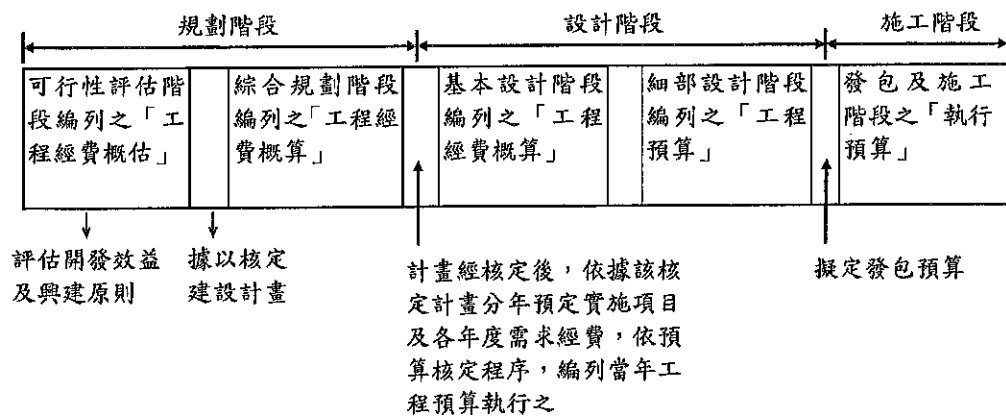 規劃階段
設計階段
施工階段
可行性評估階
段編列之「工
程經費概估」
綜合規劃階段
編列之「工程經
費概算」
基本設計階段
編列之「工程
經費概算」
細部設計階段
編列之「工程
預算」
發包及施工
階段之「執行
預算」
評估開發效益
及興建原則
據以核定
建設計畫
計畫經核定後，依據該核
定計畫分年預定實施項目
及各年度需求經費，依預
算核定程序，編列當年工
程預算執行之
擬定發包預算